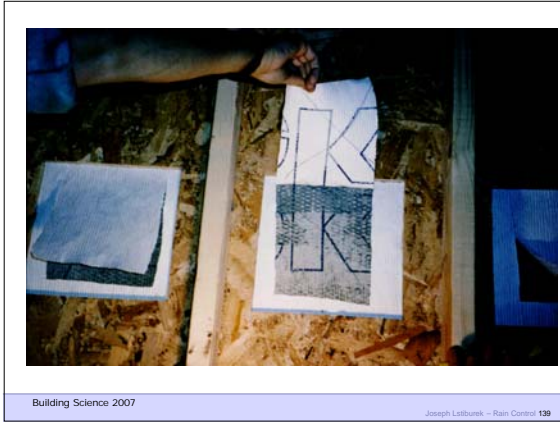 K
K
Building Science 2007
Joseph Lstiburek – Rain Control 139